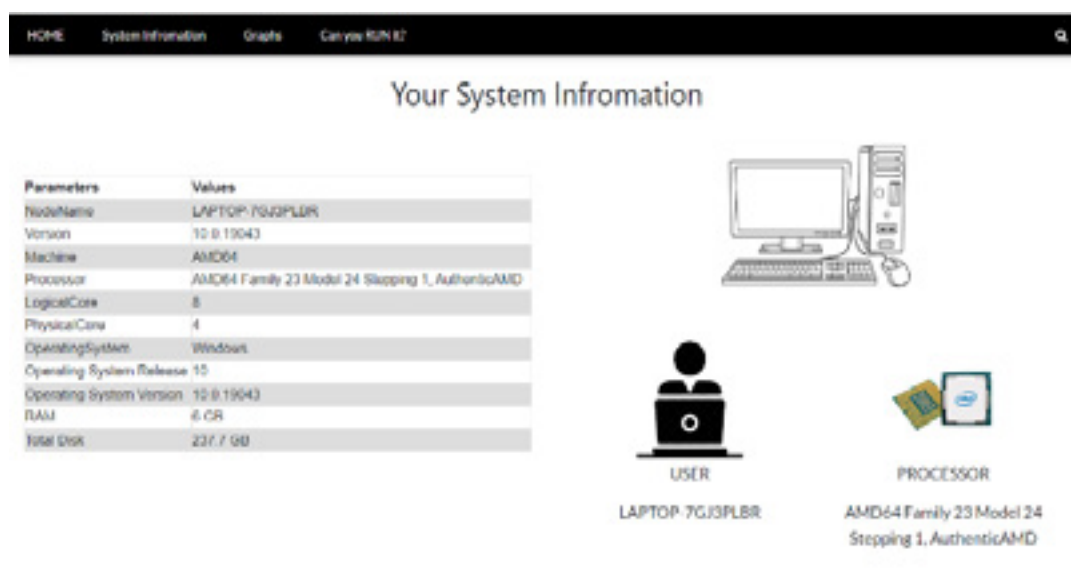 HOME System Infromation Graphs Can you RUN it?
Your System Infromation
Parameters Values
NodeName LAPTOP-7GJ3PLBR
Version 10.0.19043
Machine AMD64
Processor AMD64 Family 23 Model 24 Stepping 1, AuthenticAMD
LogicalCore 8
PhysicalCore 4
OperatingSystem Windows
Operating System Release 10
Operating System Version 10.0.19043
RAM 6 GB
Total Disk 237.7 GB
USER
LAPTOP-7GJ3PLBR
PROCESSOR
AMD64 Family 23 Model 24
Stepping 1, AuthenticAMD